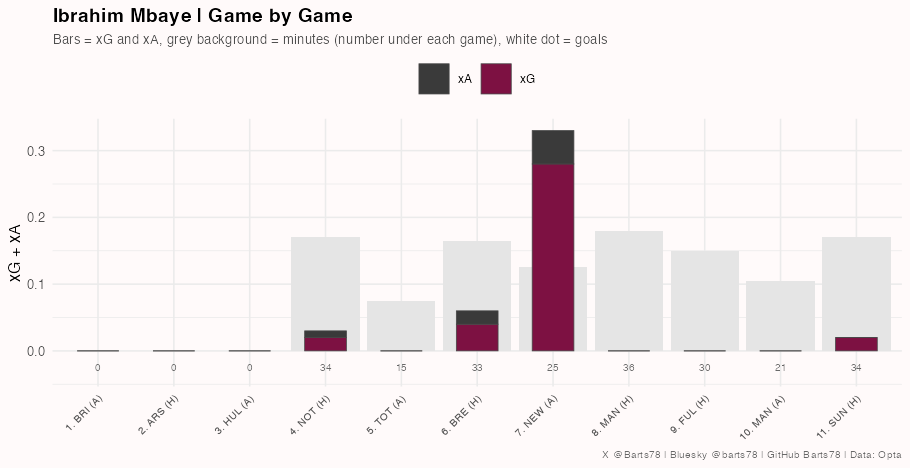 Ibrahim Mbaye | Game by Game
Bars = xG and xA, grey background = minutes (number under each game), white dot = goals
xA xG
xG + xA
0.3
0.2
0.1
0.0
0 0 0 34 15 33 25 36 30 21 34
1. BRI (A) 2. ARS (H) 3. HUL (A) 4. NOT (H) 5. TOT (A) 6. BRE (H) 7. NEW (A) 8. MAN (H) 9. FUL (H) 10. MAN (A) 11. SUN (H)
X @Barts78 | Bluesky @barts78 | GitHub Barts78 | Data: Opta